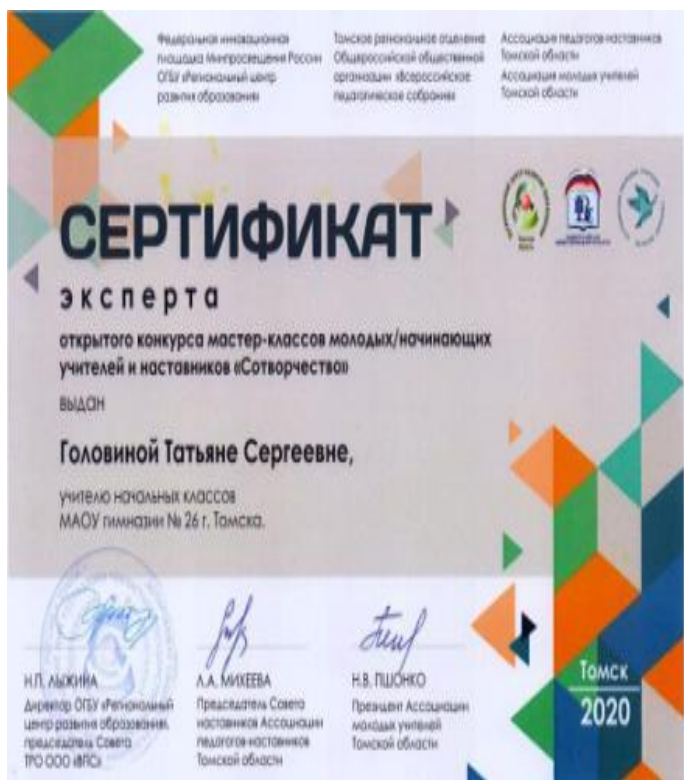 Федеральная инновационная
площадка Минпросвещения России
ОГБУ «Региональный центр
развития образования»
Томское региональное отделение
Общероссийской общественной
организации «Всероссийское
педагогическое собрание»
Ассоциация педагогов-наставников
Томской области
Ассоциация молодых учителей
Томской области
СЕРТИФИКАТ
эксперта
открытого конкурса мастер-классов молодых/начинающих
учителей и наставников «Сотворчество»
выдан
Головиной Татьяне Сергеевне,
учителю начальных классов
МАОУ гимназии № 26 г. Томска.
Н.П. ЛЫЖИНА
Директор ОГБУ «Региональный
центр развития образования»,
председатель Совета
ТРО ООО «ВПС»
Л.А. МИХЕЕВА
Председатель Совета
наставников Ассоциации
педагогов-наставников
Томской области
Н.В. ПШОНКО
Президент Ассоциации
молодых учителей
Томской области
Томск
2020